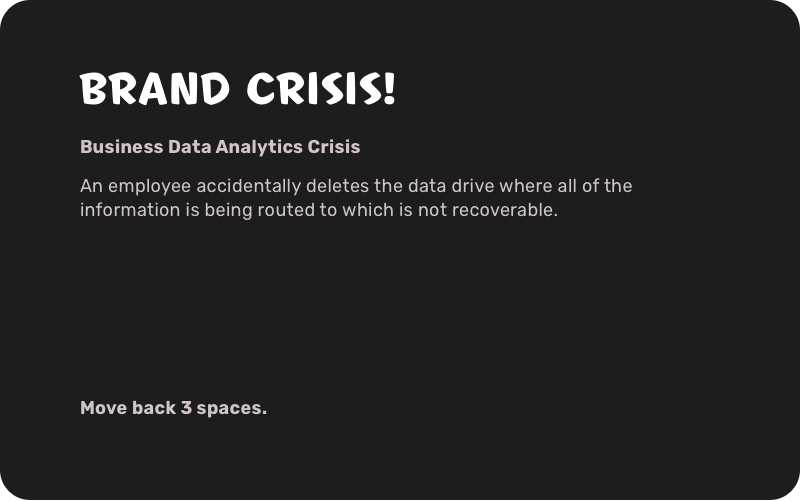 BRAND CRISIS!
Business Data Analytics Crisis
An employee accidentally deletes the data drive where all of the
information is being routed to which is not recoverable.
Move back 3 spaces.